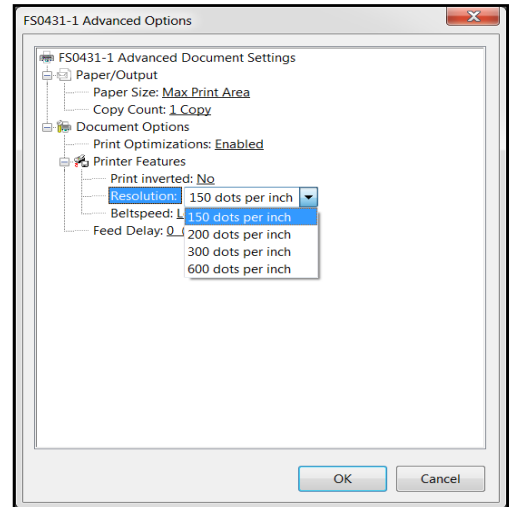 FS0431-1 Advanced Options
FS0431-1 Advanced Document Settings
Paper/Output
Paper Size: Max Print Area
Copy Count: 1 Copy
Document Options
Print Optimizations: Enabled
Printer Features
Print inverted: No
Resolution: 150 dots per inch
Beltspeed:
150 dots per inch
Feed Delay: 0
200 dots per inch
300 dots per inch
600 dots per inch
OK Cancel